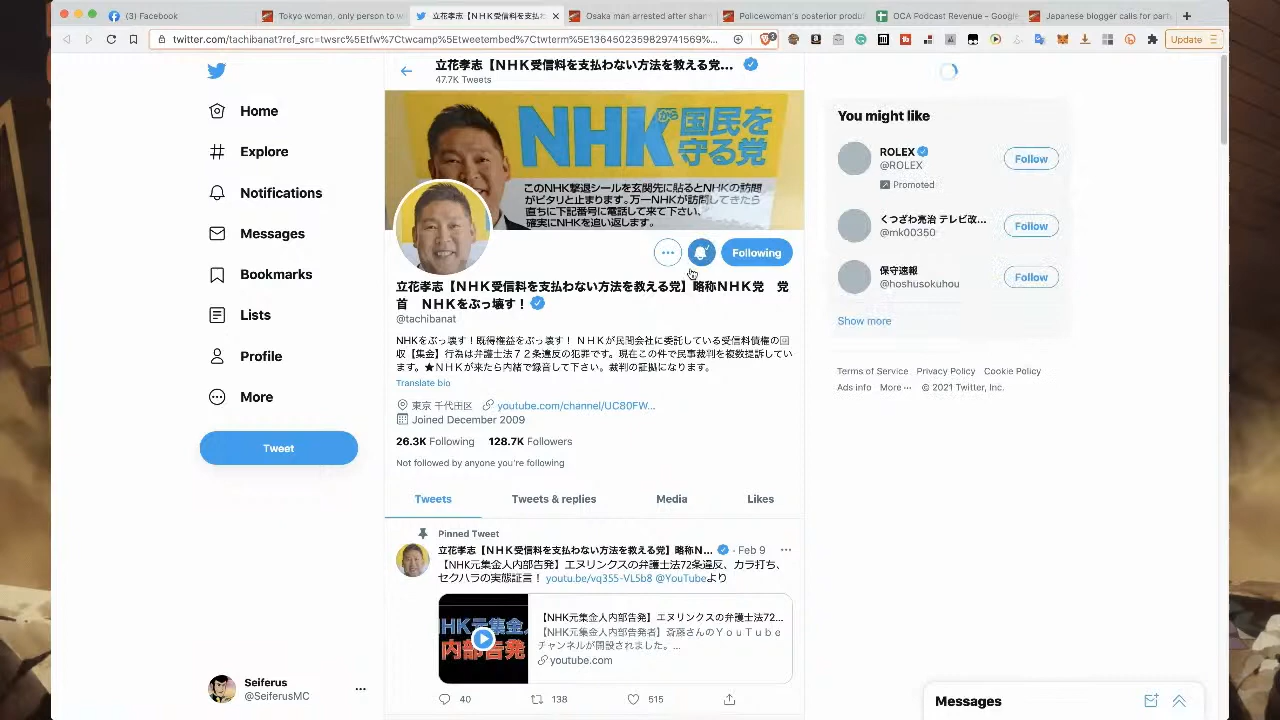 (3) Facebook
Tokyo woman, only person to w
立花孝志【ＮＨＫ受信料を支払わ
Osaka man arrested after shar
Policewoman's posterior produ
OCA Podcast Revenue - Google
Japanese blogger calls for part
twitter.com/tachibanat?ref_src=twsrc%5Etfw%7Ctwcamp%5Etweetembed%7Ctwterm%5E1364502359829741569%7...
Update
立花孝志【ＮＨＫ受信料を支払わない方法を教える党...
47.7K Tweets
Home
Explore
Notifications
Messages
Bookmarks
Lists
Profile
More
Tweet
Seiferus
@SeiferusMC
NHKから国民を
守る党
このNHK撃退シールを玄関先に貼るとNHKの訪問
がピタリと止まります。万一NHKが訪問してきたら
直ちに下記番号に電話して来て下さい、
確実にNHKを追い返します。
Following
立花孝志【ＮＨＫ受信料を支払わない方法を教える党】略称ＮＨＫ党　党
首　ＮＨＫをぶっ壊す！
@tachibanat
NHKをぶっ壊す！既得権益をぶっ壊す！ ＮＨＫが民間会社に委託している受信料債権の回
収【集金】行為は弁護士法７２条違反の犯罪です。現在この件で民事裁判を複数提訴してい
ます。★ＮＨＫが来たら内緒で録音して下さい。裁判の証拠になります。
Translate bio
東京 千代田区 youtube.com/channel/UC80FW...
Joined December 2009
26.3K Following 128.7K Followers
Not followed by anyone you're following
Tweets Tweets & replies Media Likes
Pinned Tweet
立花孝志【ＮＨＫ受信料を支払わない方法を教える党】略称Ｎ... · Feb 9
【NHK元集金人内部告発】エヌリンクスの弁護士法72条違反、カラ打ち、
セクハラの実態証言！ youtu.be/vq355-VL5b8 @YouTubeより
HK元集金人
内部告発
【NHK元集金人内部告発】エヌリンクスの弁護士法72...
【NHK元集金人内部告発者】斎藤さんのＹｏｕＴｕｂｅ
チャンネルが開設されました。...
youtube.com
40 138 515
You might like
ROLEX
@ROLEX
Promoted
Follow
くつざわ亮治 テレビ改...
@mk00350
Follow
保守速報
@hoshusokuhou
Follow
Show more
Terms of Service Privacy Policy Cookie Policy
Ads info More ··· © 2021 Twitter, Inc.
Messages